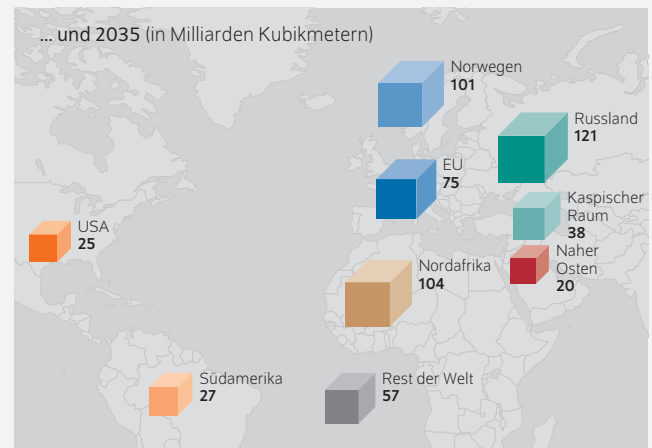 ... und 2035 (in Milliarden Kubikmetern)
Norwegen
101
Russland
121
EU
75
Kaspischer
Raum
38
USA
25
Naher
Osten
20
Nordafrika
104
Südamerika
27
Rest der Welt
57